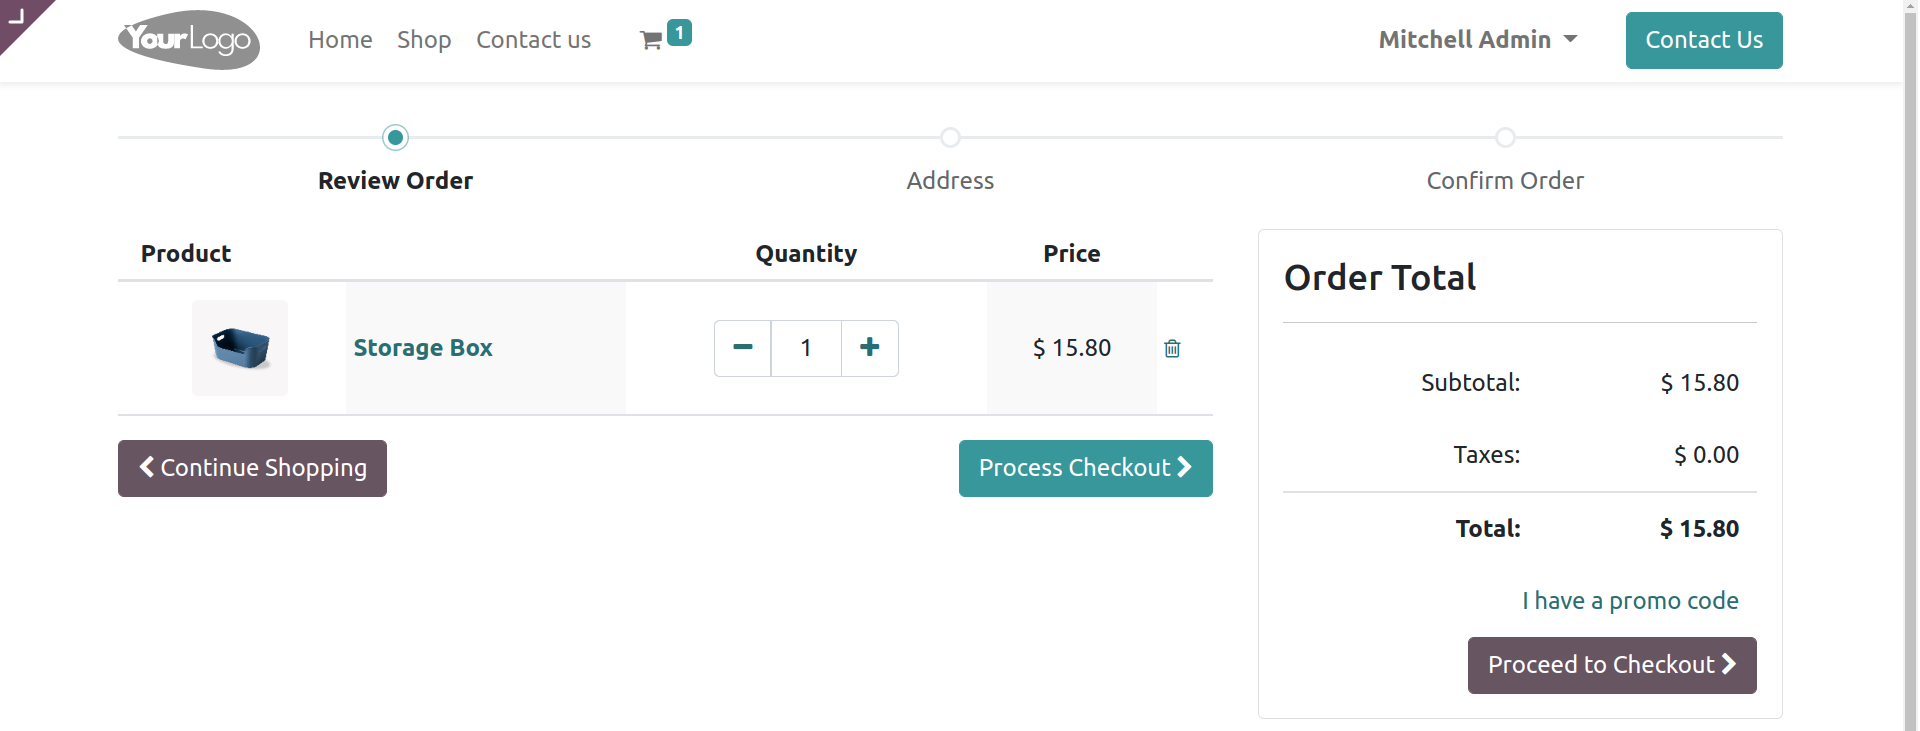 YourLogo Home Shop Contact us 1 Mitchell Admin Contact Us
Review Order Address Confirm Order
Product Quantity Price
Storage Box 1 $ 15.80
Continue Shopping Process Checkout
Order Total
Subtotal: $ 15.80
Taxes: $ 0.00
Total: $ 15.80
I have a promo code
Proceed to Checkout